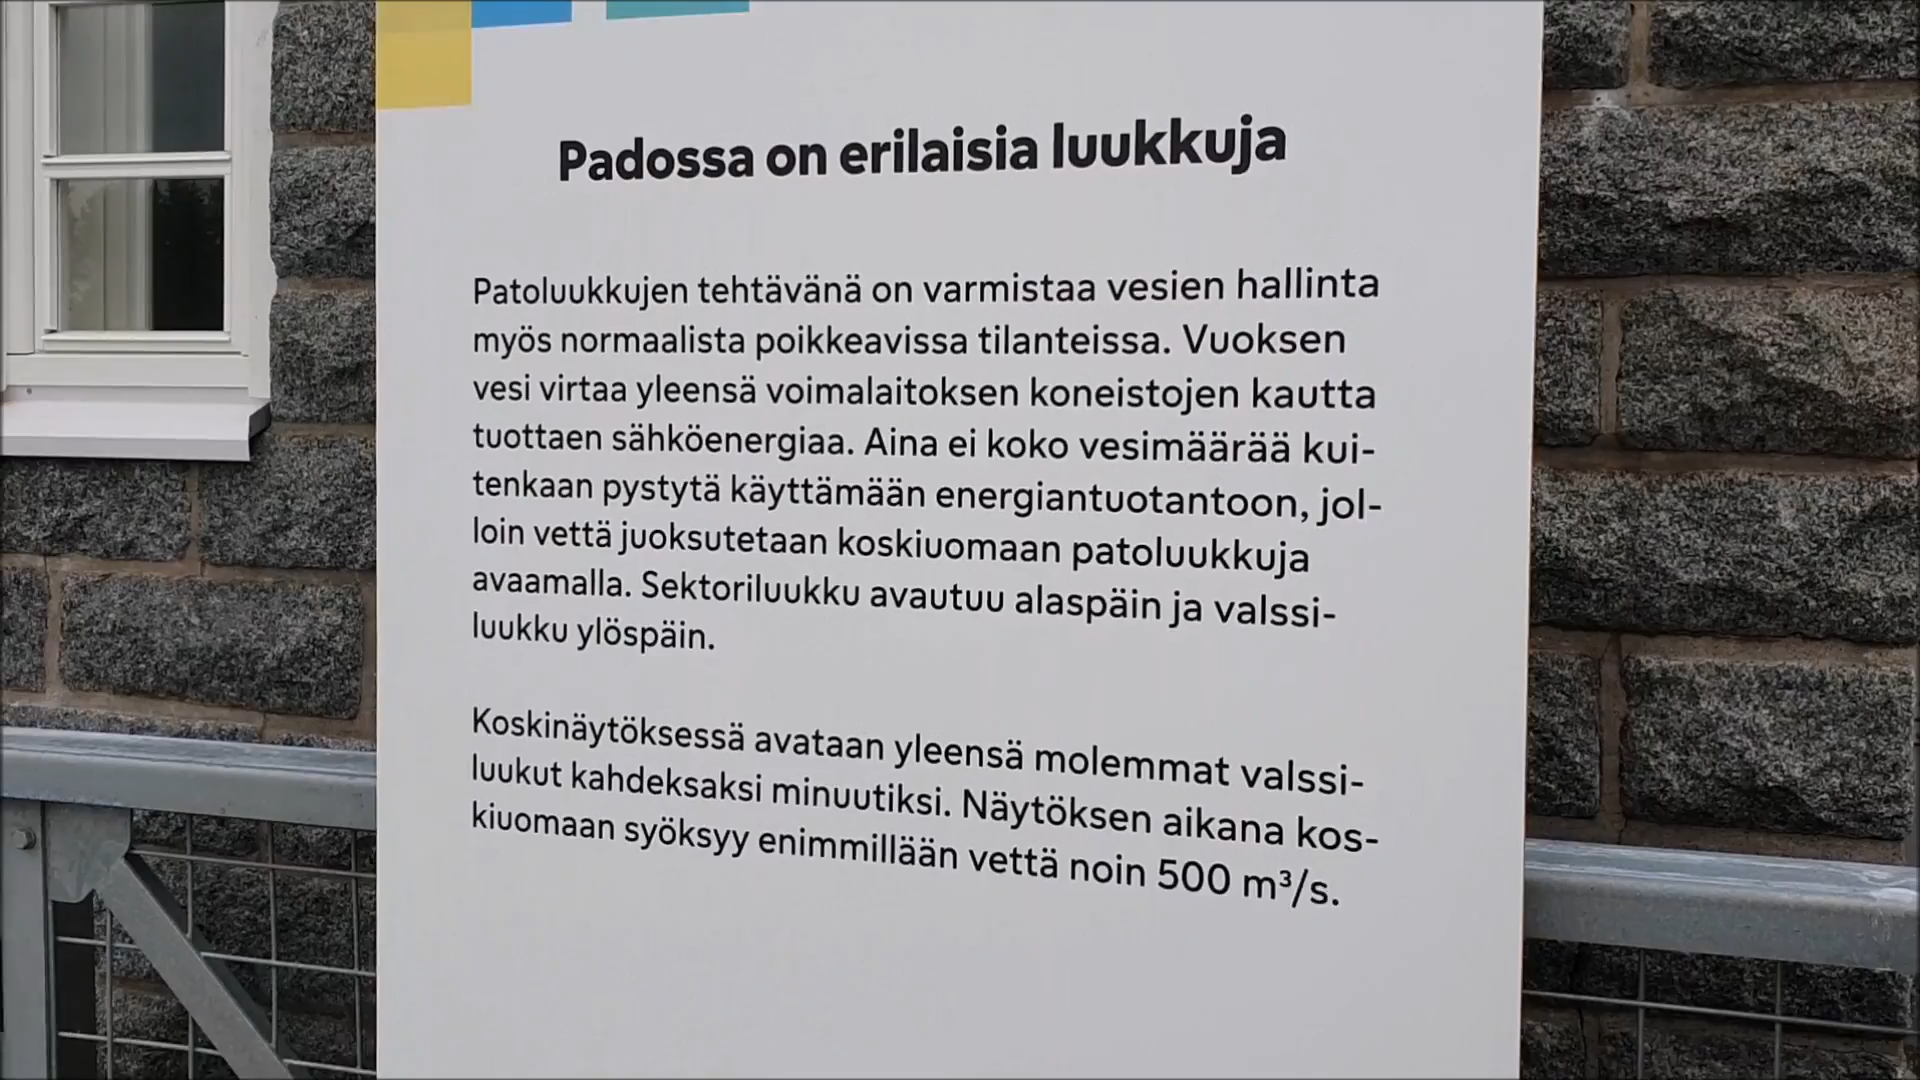 Padossa on erilaisia luukkuja
Patoluukkujen tehtävänä on varmistaa vesien hallinta
myös normaalista poikkeavissa tilanteissa. Vuoksen
vesi virtaa yleensä voimalaitoksen koneistojen kautta
tuottaen sähköenergiaa. Aina ei koko vesimäärää kui-
tenkaan pystytä käyttämään energiantuotantoon, jol-
loin vettä juoksutetaan koskiuomaan patoluukkuja
avaamalla. Sektoriluukku avautuu alaspäin ja valssi-
luukku ylöspäin.
Koskinäytöksessä avataan yleensä molemmat valssi-
luukut kahdeksaksi minuutiksi. Näytöksen aikana kos-
kiuomaan syöksyy enimmillään vettä noin 500 m³/s.